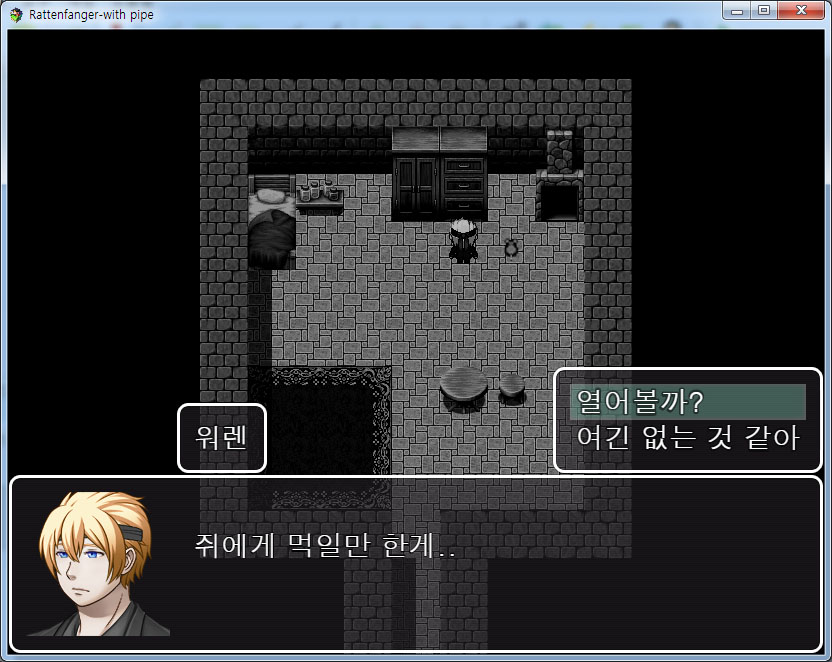 Rattenfanger-with pipe
열어볼까?
여긴 없는 것 같아
워렌
쥐에게 먹일만 한게..